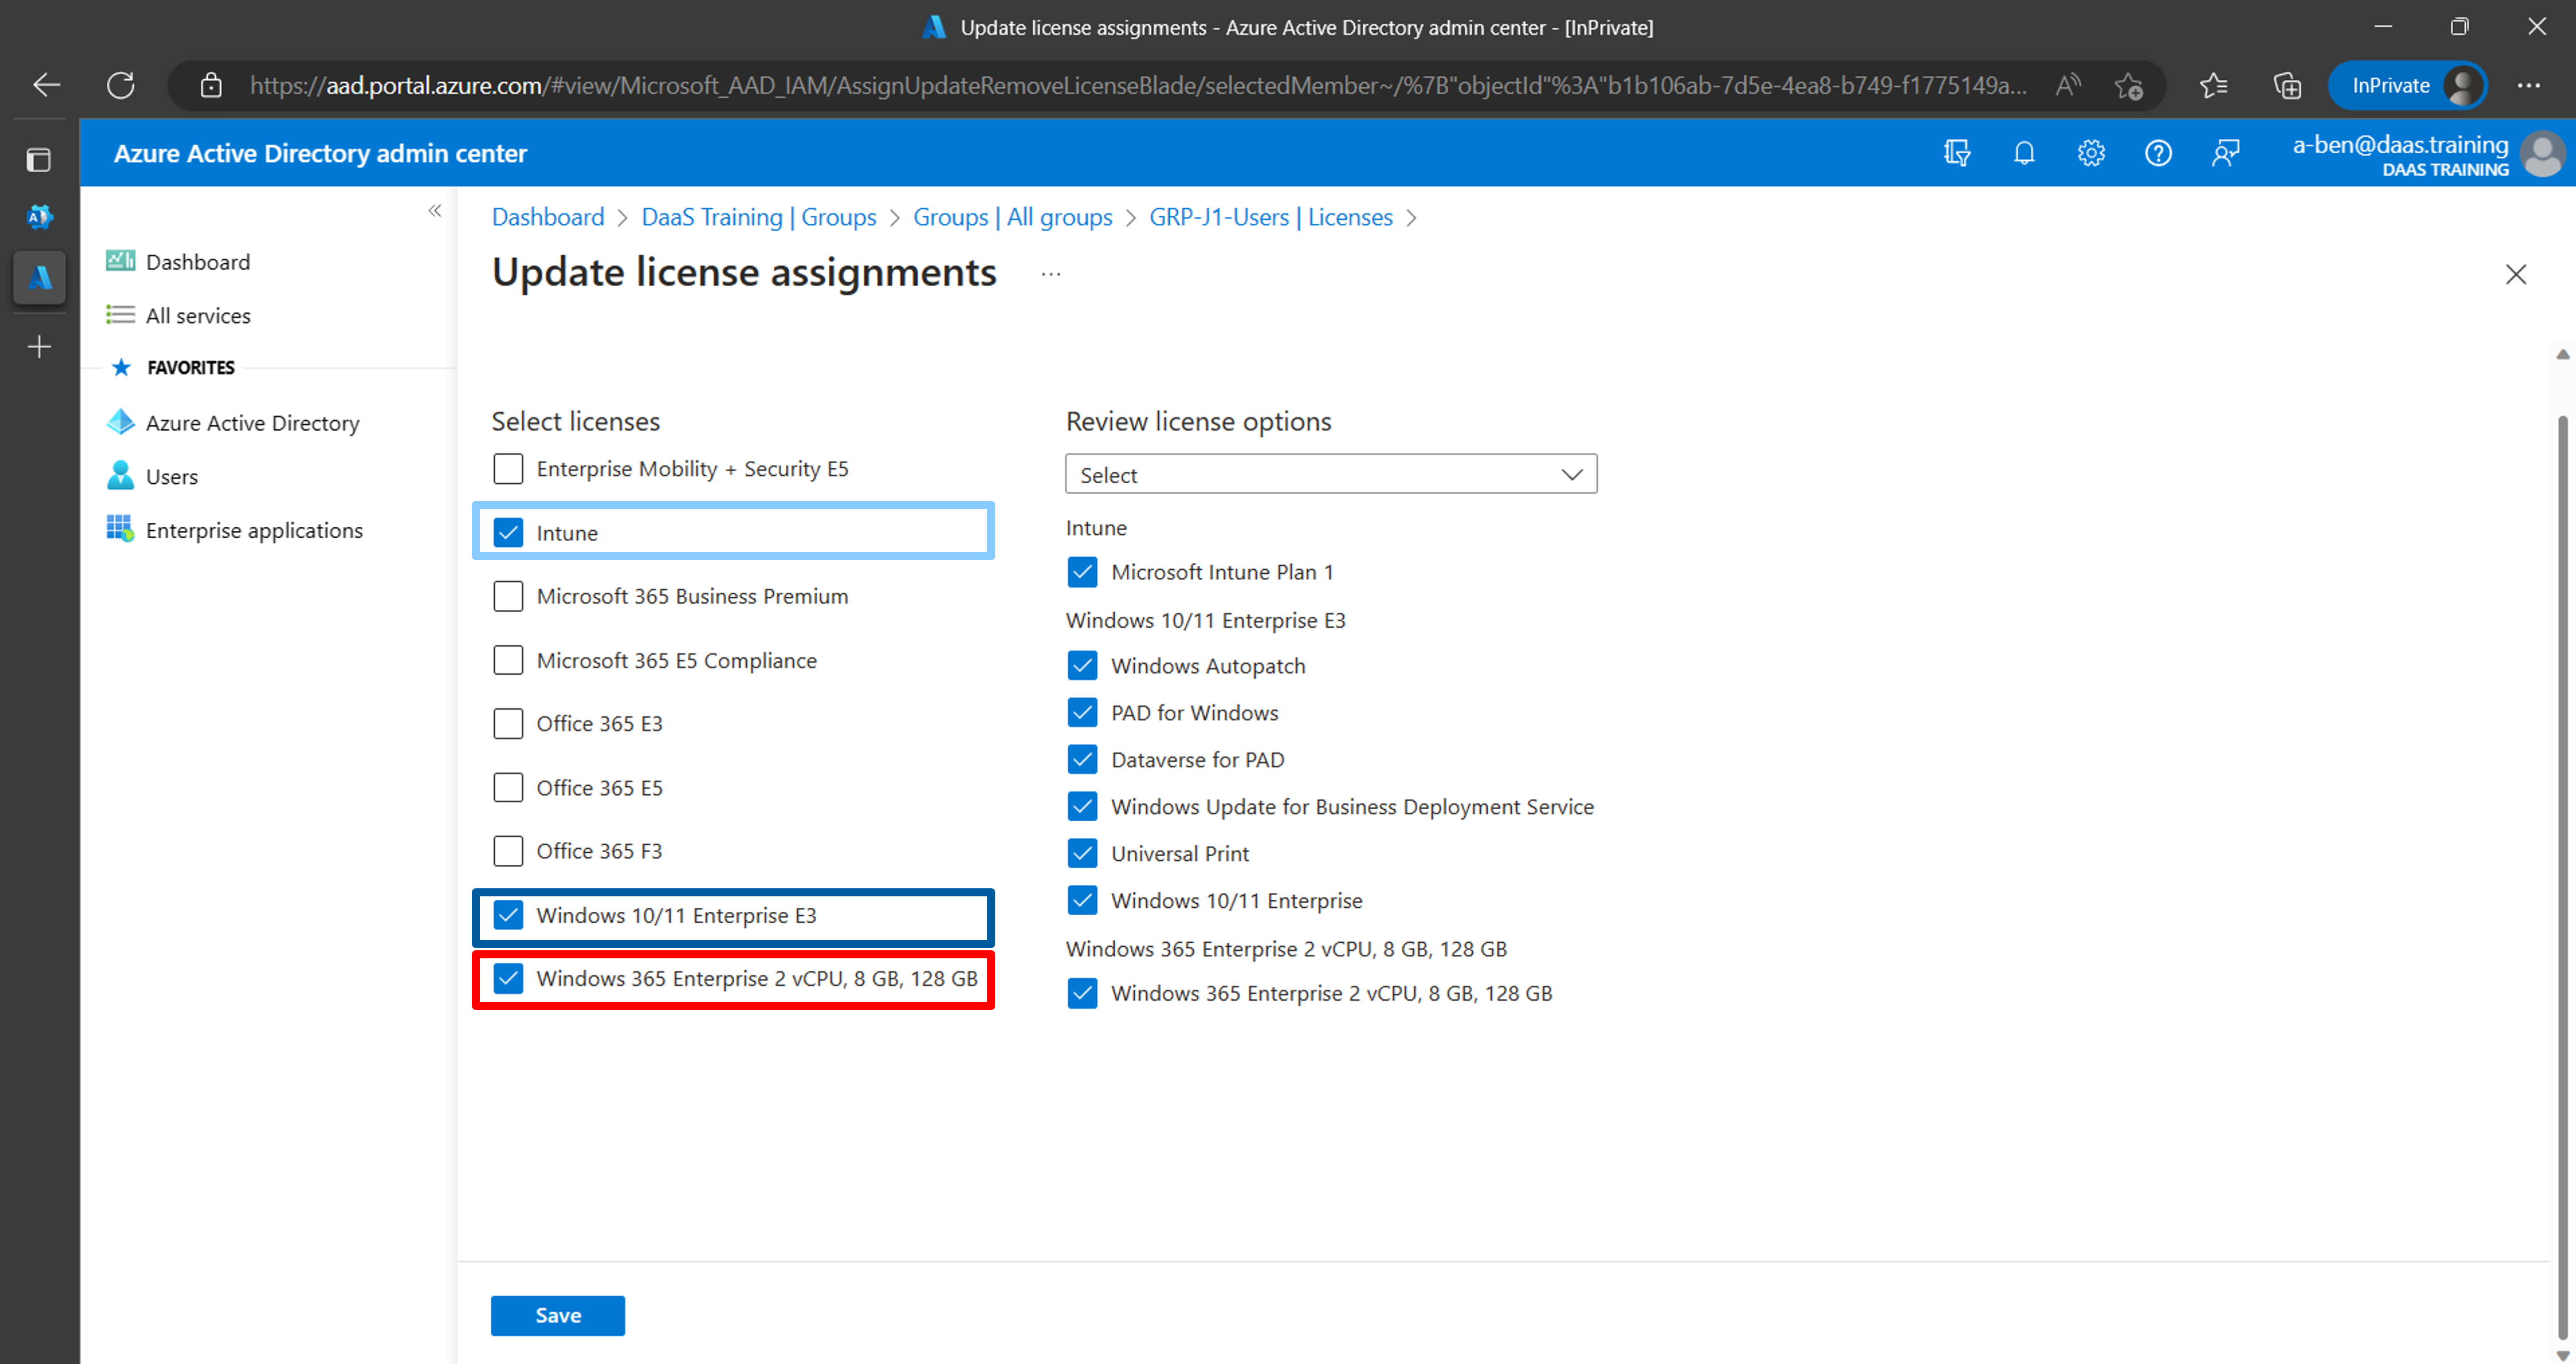 Update license assignments - Azure Active Directory admin center - [InPrivate]
https://aad.portal.azure.com/#view/Microsoft_AAD_IAM/AssignUpdateRemoveLicenseBlade/selectedMember~/%7B"objectId"%3A"b1b106ab-7d5e-4ea8-b749-f1775149a...
InPrivate
Azure Active Directory admin center
a-ben@daas.training
DAAS TRAINING
Dashboard > DaaS Training | Groups > Groups | All groups > GRP-J1-Users | Licenses >
Update license assignments ...
Dashboard
All services
FAVORITES
Azure Active Directory
Users
Enterprise applications
Select licenses
Enterprise Mobility + Security E5
Intune
Microsoft 365 Business Premium
Microsoft 365 E5 Compliance
Office 365 E3
Office 365 E5
Office 365 F3
Windows 10/11 Enterprise E3
Windows 365 Enterprise 2 vCPU, 8 GB, 128 GB
Review license options
Select
Intune
Microsoft Intune Plan 1
Windows 10/11 Enterprise E3
Windows Autopatch
PAD for Windows
Dataverse for PAD
Windows Update for Business Deployment Service
Universal Print
Windows 10/11 Enterprise
Windows 365 Enterprise 2 vCPU, 8 GB, 128 GB
Windows 365 Enterprise 2 vCPU, 8 GB, 128 GB
Save